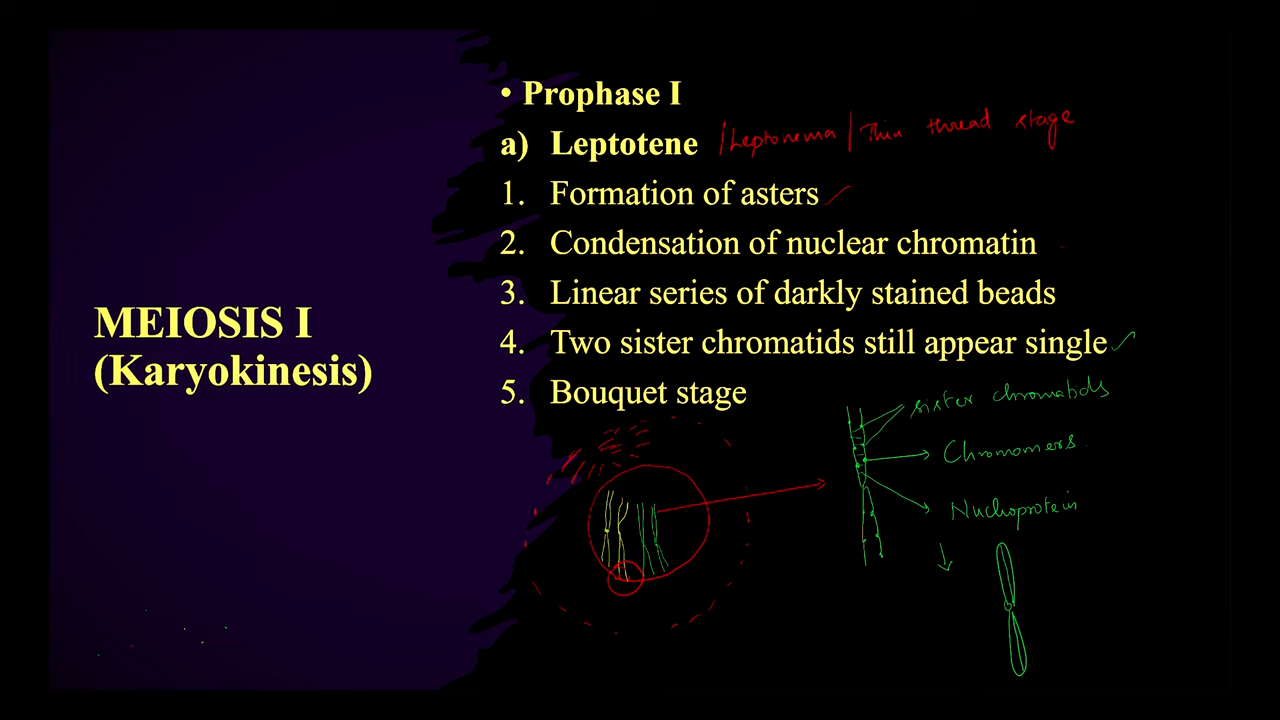 MEIOSIS I
(Karyokinesis)
• Prophase I
a) Leptotene /Leptonema / Thin thread stage
1. Formation of asters
2. Condensation of nuclear chromatin
3. Linear series of darkly stained beads
4. Two sister chromatids still appear single
5. Bouquet stage
sister chromatids
Chromomers
Nucloprotein